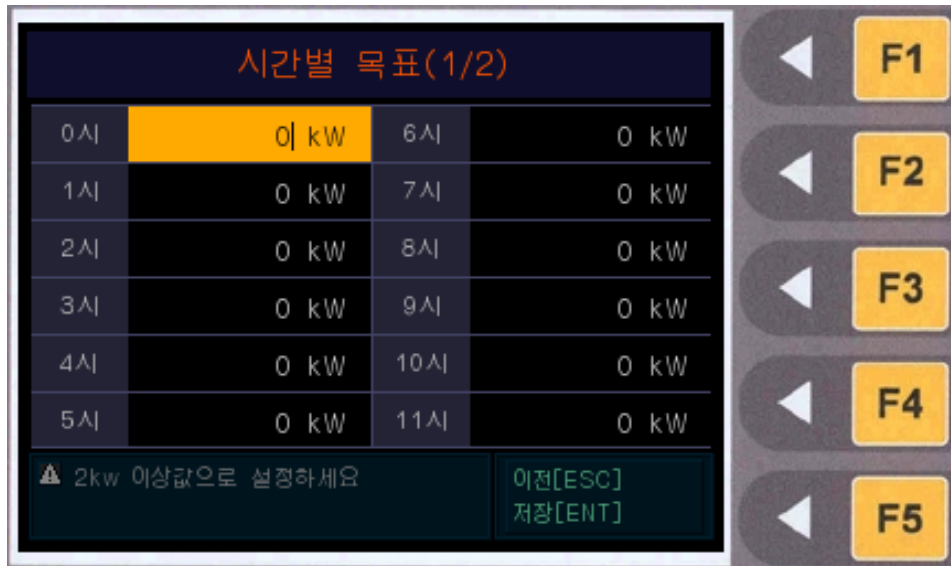 시간별 목표(1/2)
0시 0 kW 6시 0 kW
1시 0 kW 7시 0 kW
2시 0 kW 8시 0 kW
3시 0 kW 9시 0 kW
4시 0 kW 10시 0 kW
5시 0 kW 11시 0 kW
2kw 이상값으로 설정하세요
이전[ESC]
저장[ENT]
F1
F2
F3
F4
F5